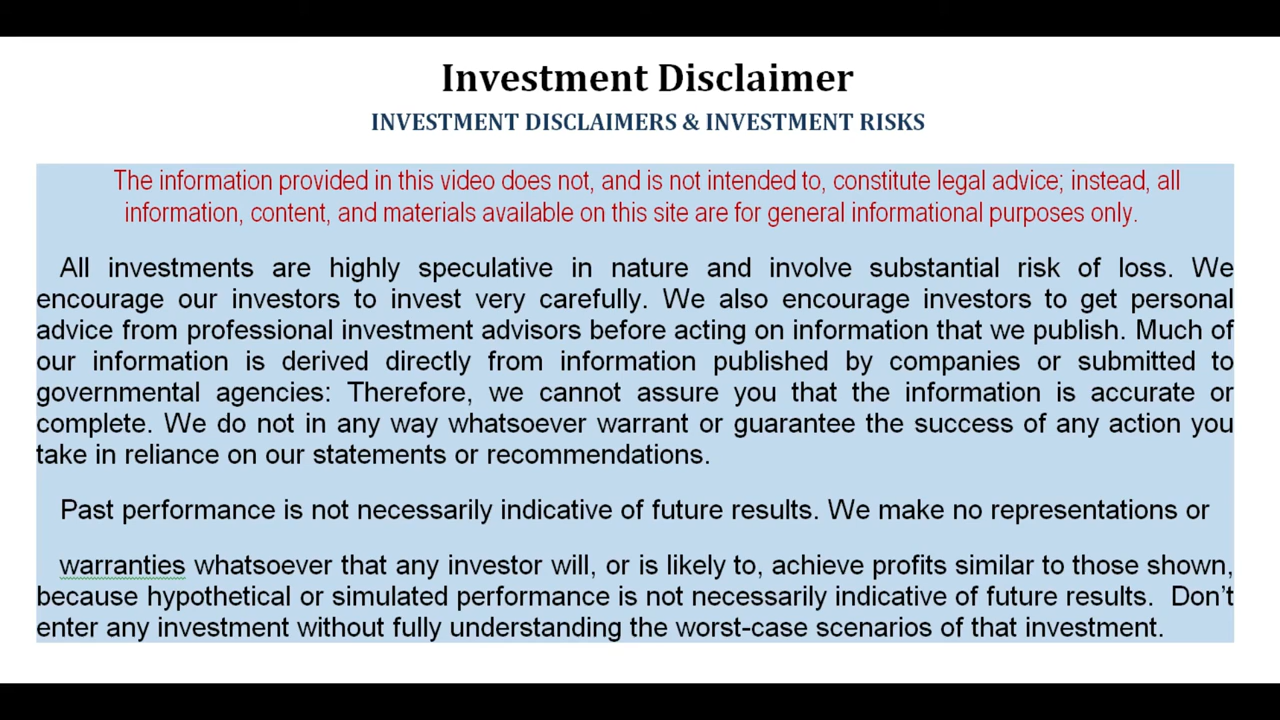 Investment Disclaimer
INVESTMENT DISCLAIMERS & INVESTMENT RISKS
The information provided in this video does not, and is not intended to, constitute legal advice; instead, all
information, content, and materials available on this site are for general informational purposes only.
All investments are highly speculative in nature and involve substantial risk of loss. We
encourage our investors to invest very carefully. We also encourage investors to get personal
advice from professional investment advisors before acting on information that we publish. Much of
our information is derived directly from information published by companies or submitted to
governmental agencies: Therefore, we cannot assure you that the information is accurate or
complete. We do not in any way whatsoever warrant or guarantee the success of any action you
take in reliance on our statements or recommendations.
Past performance is not necessarily indicative of future results. We make no representations or
warranties whatsoever that any investor will, or is likely to, achieve profits similar to those shown,
because hypothetical or simulated performance is not necessarily indicative of future results. Don’t
enter any investment without fully understanding the worst-case scenarios of that investment.